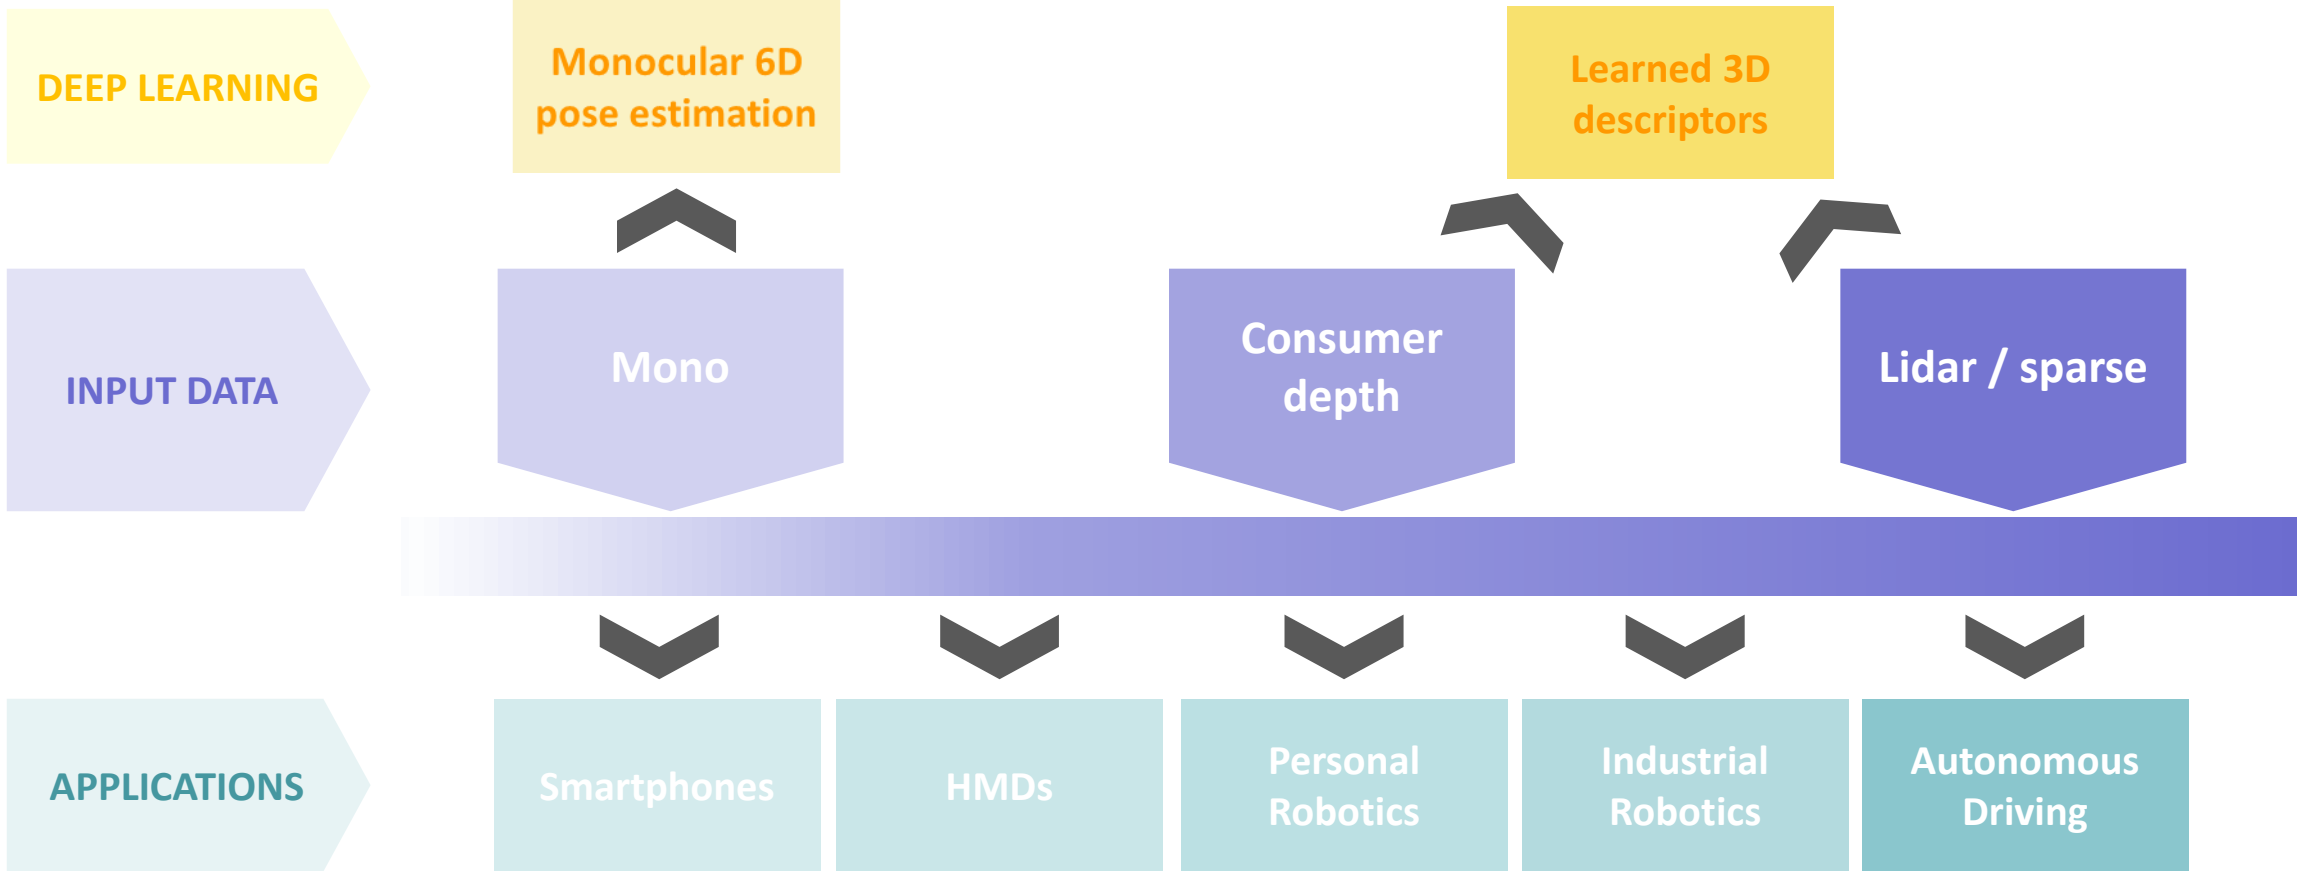 DEEP LEARNING
Monocular 6D
pose estimation
Learned 3D
descriptors
INPUT DATA
Mono
Consumer
depth
Lidar / sparse
APPLICATIONS
Smartphones
HMDs
Personal
Robotics
Industrial
Robotics
Autonomous
Driving